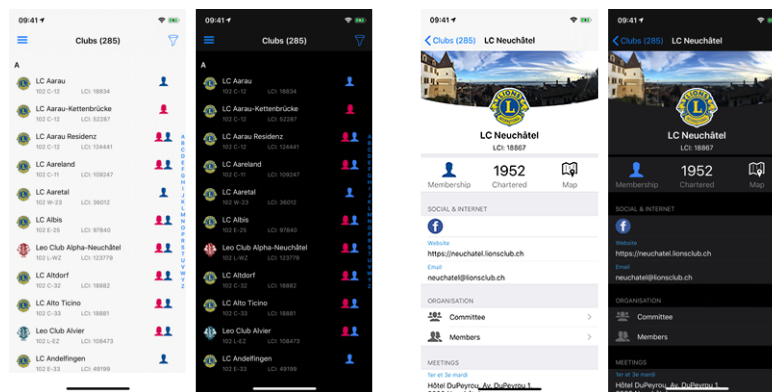 09:41
Clubs (285)
A
LC Aarau
102 C-12 LCI: 18834
LC Aarau-Kettenbrücke
102 C-12 LCI: 52287
LC Aarau Residenz
102 C-12 LCI: 124441
LC Aareland
102 C-11 LCI: 109247
LC Aaretal
102 W-23 LCI: 36012
LC Albis
102 E-25 LCI: 97840
Leo Club Alpha-Neuchâtel
102 L-WZ LCI: 123778
LC Altdorf
102 C-32 LCI: 18882
LC Alto Ticino
102 C-33 LCI: 18881
Leo Club Alvier
102 L-EZ LCI: 108473
LC Andelfingen
102 E-33 LCI: 49199
A
B
C
D
E
F
G
H
I
J
K
L
M
N
O
P
R
S
T
U
V
W
Y
Z
09:41
Clubs (285)
A
LC Aarau
102 C-12 LCI: 18834
LC Aarau-Kettenbrücke
102 C-12 LCI: 52287
LC Aarau Residenz
102 C-12 LCI: 124441
LC Aareland
102 C-11 LCI: 109247
LC Aaretal
102 W-23 LCI: 36012
LC Albis
102 E-25 LCI: 97840
Leo Club Alpha-Neuchâtel
102 L-WZ LCI: 123778
LC Altdorf
102 C-32 LCI: 18882
LC Alto Ticino
102 C-33 LCI: 18881
Leo Club Alvier
102 L-EZ LCI: 108473
LC Andelfingen
102 E-33 LCI: 49199
09:41
Clubs (285) LC Neuchâtel
LIONS
L
LC Neuchâtel
LCI: 18867
1952
Membership Chartered Map
SOCIAL & INTERNET
Website
https://neuchatel.lionsclub.ch
Email
neuchatel@lionsclub.ch
ORGANISATION
Committee
Members
MEETINGS
1er et 3e mardi
Hôtel DuPeyrou, Av. DuPeyrou 1,
09:41
Clubs (285) LC Neuchâtel
LIONS
L
LC Neuchâtel
LCI: 18867
1952
Membership Chartered Map
SOCIAL & INTERNET
Website
https://neuchatel.lionsclub.ch
Email
neuchatel@lionsclub.ch
ORGANISATION
Committee
Members
MEETINGS
1er et 3e mardi
Hôtel DuPeyrou, Av. DuPeyrou 1,